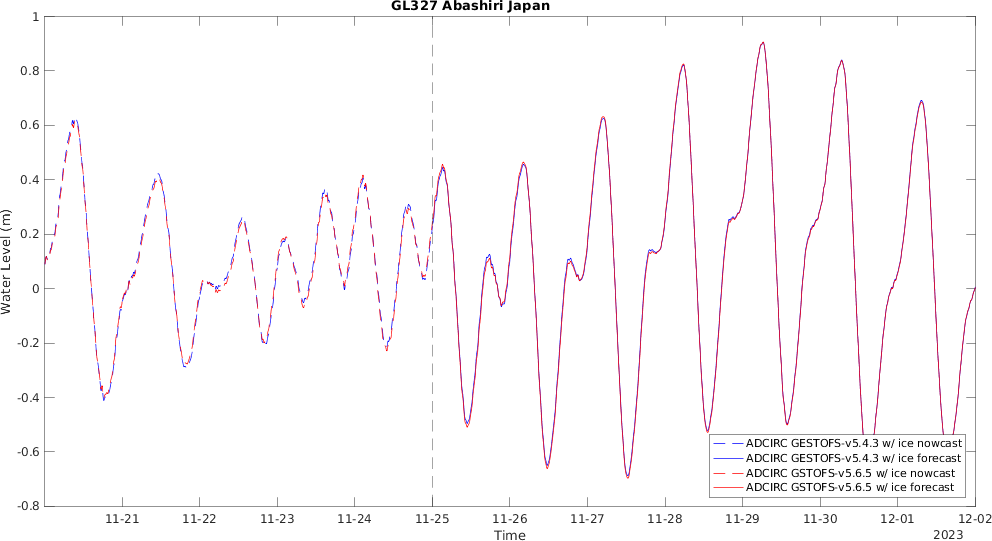 GL327 Abashiri Japan
1
0.8
0.6
0.4
0.2
0
-0.2
-0.4
-0.6
-0.8
Water Level (m)
ADCIRC GESTOFS-v5.4.3 w/ ice nowcast
ADCIRC GESTOFS-v5.4.3 w/ ice forecast
ADCIRC GSTOFS-v5.6.5 w/ ice nowcast
ADCIRC GSTOFS-v5.6.5 w/ ice forecast
11-21 11-22 11-23 11-24 11-25 11-26 11-27 11-28 11-29 11-30 12-01 12-02
Time
2023